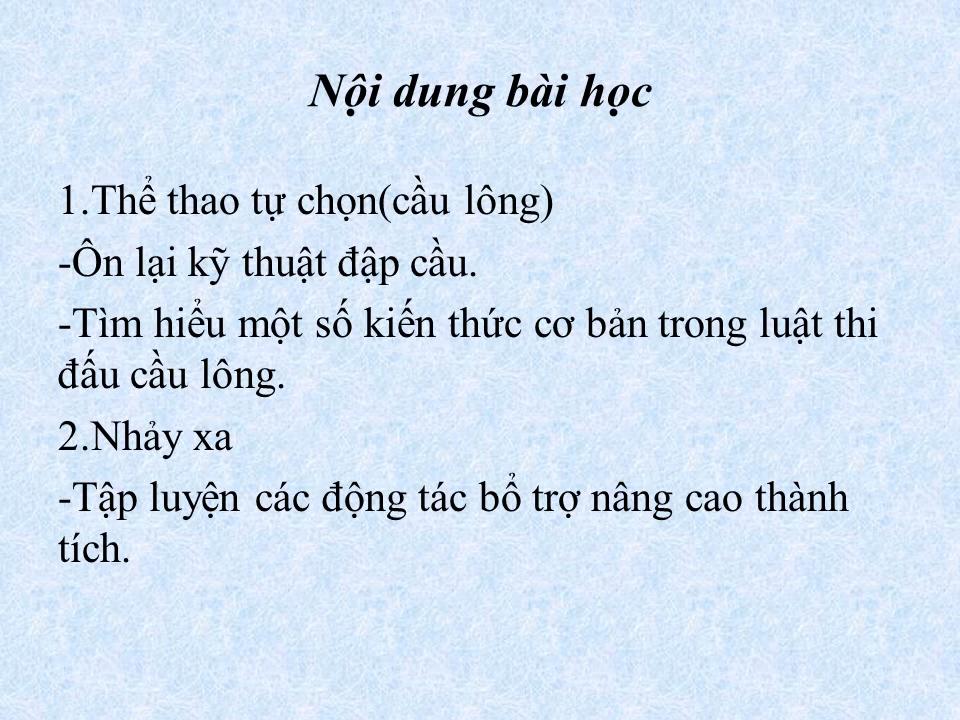 Nội dung bài học
1.Thể thao tự chọn(cầu lông)
-Ôn lại kỹ thuật đập cầu.
-Tìm hiểu một số kiến thức cơ bản trong luật thi
đấu cầu lông.
2.Nhảy xa
-Tập luyện các động tác bổ trợ nâng cao thành
tích.